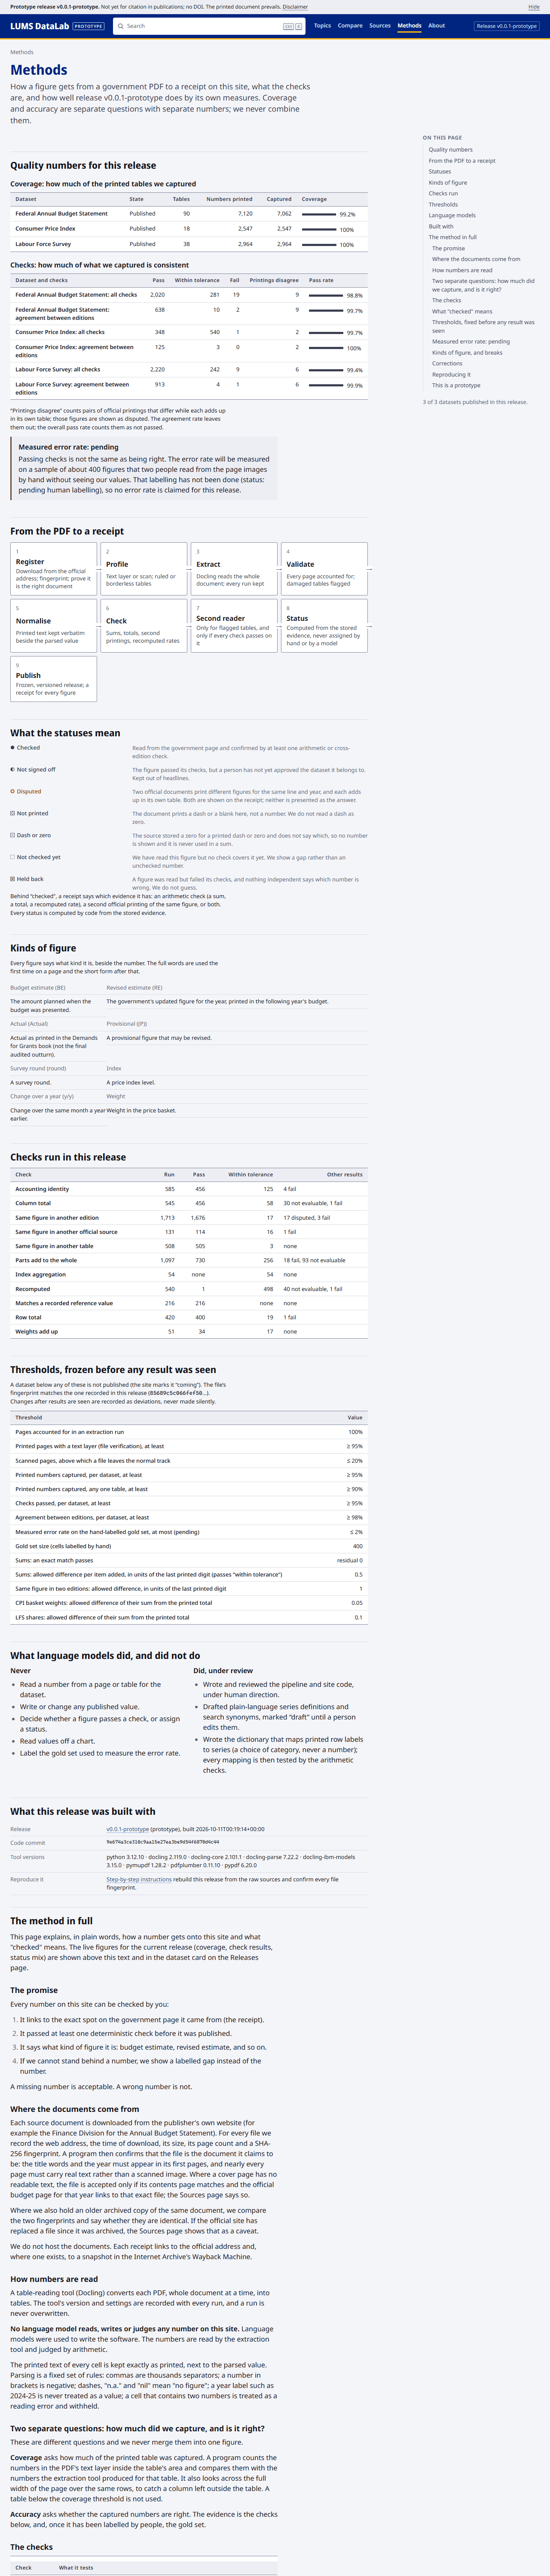 Prototype release v0.0.1-prototype. Not yet for citation in publications; no DOI. The printed document prevails. Disclaimer
Hide
LUMS DataLab PROTOTYPE
Search
Ctrl K
Topics Compare Sources Methods About
Release v0.0.1-prototype
Methods
Methods
How a figure gets from a government PDF to a receipt on this site, what the checks
are, and how well release v0.0.1-prototype does by its own measures. Coverage
and accuracy are separate questions with separate numbers; we never combine
them.
ON THIS PAGE
Quality numbers
From the PDF to a receipt
Statuses
Kinds of figure
Checks run
Thresholds
Language models
Built with
The method in full
The promise
Where the documents come from
How numbers are read
Two separate questions: how much did
we capture, and is it right?
The checks
What "checked" means
Thresholds, fixed before any result was
seen
Measured error rate: pending
Kinds of figure, and breaks
Corrections
Reproducing it
This is a prototype
3 of 3 datasets published in this release.
Quality numbers for this release
Coverage: how much of the printed tables we captured
Dataset State Tables Numbers printed Captured Coverage
Federal Annual Budget Statement Published 90 7,120 7,062 99.2%
Consumer Price Index Published 18 2,547 2,547 100%
Labour Force Survey Published 38 2,964 2,964 100%
Checks: how much of what we captured is consistent
Dataset and checks Pass Within tolerance Fail Printings disagree Pass rate
Federal Annual Budget Statement: all checks 2,020 281 19 9 98.8%
Federal Annual Budget Statement:
agreement between editions 638 10 2 9 99.7%
Consumer Price Index: all checks 348 540 1 2 99.7%
Consumer Price Index: agreement between
editions 125 3 0 2 100%
Labour Force Survey: all checks 2,220 242 9 6 99.4%
Labour Force Survey: agreement between
editions 913 4 1 6 99.9%
"Printings disagree" counts pairs of official printings that differ while each adds up
in its own table; those figures are shown as disputed. The agreement rate leaves
them out; the overall pass rate counts them as not passed.
Measured error rate: pending
Passing checks is not the same as being right. The error rate will be measured
on a sample of about 400 figures that two people read from the page images
by hand without seeing our values. That labelling has not been done (status:
pending human labelling), so no error rate is claimed for this release.
From the PDF to a receipt
1
Register
Download from the official
address; fingerprint; prove it
is the right document
2
Profile
Text layer or scan; ruled or
borderless tables
3
Extract
Docling reads the whole
document; every run kept
4
Validate
Every page accounted for;
damaged tables flagged
5
Normalise
Printed text kept verbatim
beside the parsed value
6
Check
Sums, totals, second
printings, recomputed rates
7
Second reader
Only for flagged tables, and
only if every check passes on
it
8
Status
Computed from the stored
evidence, never assigned by
hand or by a model
9
Publish
Frozen, versioned release; a
receipt for every figure
What the statuses mean
Checked
Read from the government page and confirmed by at least one arithmetic or cross-
edition check.
Not signed off
The figure passed its checks, but a person has not yet approved the dataset it belongs to.
Kept out of headlines.
Disputed
Two official documents print different figures for the same line and year, and each adds
up in its own table. Both are shown on the receipt; neither is presented as the answer.
Not printed
The document prints a dash or a blank here, not a number. We do not read a dash as
zero.
Dash or zero
The source stored a zero for a printed dash or zero and does not say which, so no number
is shown and it is never used in a sum.
Not checked yet
We have read this figure but no check covers it yet. We show a gap rather than an
unchecked number.
Held back
A figure was read but failed its checks, and nothing independent says which number is
wrong. We do not guess.
Behind "checked", a receipt says which evidence it has: an arithmetic check (a sum,
a total, a recomputed rate), a second official printing of the same figure, or both.
Every status is computed by code from the stored evidence.
Kinds of figure
Every figure says what kind it is, beside the number. The full words are used the
first time on a page and the short form after that.
Budget estimate (BE)
Revised estimate (RE)
The amount planned when the
budget was presented.
The government's updated figure for the year, printed in the following year's budget.
Actual (Actual)
Provisional ((P))
Actual as printed in the Demands
for Grants book (not the final
audited outturn).
A provisional figure that may be revised.
Survey round (round)
Index
A survey round.
A price index level.
Change over a year (y/y)
Weight
Change over the same month a year
earlier.
Weight in the price basket.
Checks run in this release
Check Run Pass Within tolerance Other results
Accounting identity 585 456 125 4 fail
Column total 545 456 58 30 not evaluable, 1 fail
Same figure in another edition 1,713 1,676 17 17 disputed, 3 fail
Same figure in another official source 131 114 16 1 fail
Same figure in another table 508 505 3 none
Parts add to the whole 1,097 730 256 18 fail, 93 not evaluable
Index aggregation 54 none 54 none
Recomputed 540 1 498 40 not evaluable, 1 fail
Matches a recorded reference value 216 216 none none
Row total 420 400 19 1 fail
Weights add up 51 34 17 none
Thresholds, frozen before any result was seen
A dataset below any of these is not published (the site marks it "coming"). The file's
Changes after results are seen are recorded as deviations, never made silently.
Threshold Value
Pages accounted for in an extraction run 100%
Printed pages with a text layer (file verification), at least ≥ 95%
Scanned pages, above which a file leaves the normal track ≤ 20%
Printed numbers captured, per dataset, at least ≥ 95%
Printed numbers captured, any one table, at least ≥ 90%
Checks passed, per dataset, at least ≥ 95%
Agreement between editions, per dataset, at least ≥ 98%
Measured error rate on the hand-labelled gold set, at most (pending) ≤ 2%
Gold set size (cells labelled by hand) 400
Sums: an exact match passes residual 0
Sums: allowed difference per item added, in units of the last printed digit (passes "within tolerance") 0.5
Same figure in two editions: allowed difference, in units of the last printed digit 1
CPI basket weights: allowed difference of their sum from the printed total 0.05
LFS shares: allowed difference of their sum from the printed total 0.1
What language models did, and did not do
Never
Read a number from a page or table for the
dataset.
Write or change any published value.
Decide whether a figure passes a check, or assign
a status.
Read values off a chart.
Label the gold set used to measure the error rate.
Did, under review
Wrote and reviewed the pipeline and site code,
under human direction.
Drafted plain-language series definitions and
search synonyms, marked "draft" until a person
edits them.
Wrote the dictionary that maps printed row labels
to series (a choice of category, never a number);
every mapping is then tested by the arithmetic
checks.
What this release was built with
Release v0.0.1-prototype (prototype), built 2026-10-11T00:19:14+00:00
Code commit
Tool versions python 3.12.10 · docling 2.119.0 · docling-core 2.101.1 · docling-parse 7.22.2 · docling-ibm-models
3.15.0 · pymupdf 1.28.2 · pdfplumber 0.11.10 · pypdf 6.20.0
Reproduce it Step-by-step instructions rebuild this release from the raw sources and confirm every file
fingerprint.
The method in full
This page explains, in plain words, how a number gets onto this site and what
"checked" means. The live figures for the current release (coverage, check results,
status mix) are shown above this text and in the dataset card on the Releases
page.
The promise
Every number on this site can be checked by you:
1. It links to the exact spot on the government page it came from (the receipt).
2. It passed at least one deterministic check before it was published.
3. It says what kind of figure it is: budget estimate, revised estimate, and so on.
4. If we cannot stand behind a number, we show a labelled gap instead of the
number.
A missing number is acceptable. A wrong number is not.
Where the documents come from
Each source document is downloaded from the publisher's own website (for
example the Finance Division for the Annual Budget Statement). For every file we
record the web address, the time of download, its size, its page count and a SHA-
256 fingerprint. A program then confirms that the file is the document it claims to
be: the title words and the year must appear in its first pages, and nearly every
page must carry real text rather than a scanned image. Where a cover page has no
readable text, the file is accepted only if its contents page matches and the official
budget page for that year links to that exact file; the Sources page says so.
Where we also hold an older archived copy of the same document, we compare
the two fingerprints and say whether they are identical. If the official site has
replaced a file since it was archived, the Sources page shows that as a caveat.
We do not host the documents. Each receipt links to the official address and,
where one exists, to a snapshot in the Internet Archive's Wayback Machine.
How numbers are read
A table-reading tool (Docling) converts each PDF, whole document at a time, into
tables. The tool's version and settings are recorded with every run, and a run is
never overwritten.
No language model reads, writes or judges any number on this site. Language
models were used to write the software. The numbers are read by the extraction
tool and judged by arithmetic.
The printed text of every cell is kept exactly as printed, next to the parsed value.
Parsing is a fixed set of rules: commas are thousands separators; a number in
brackets is negative; dashes, "n.a." and "nil" mean "no figure"; a year label such as
2024-25 is never treated as a value; a cell that contains two numbers is treated as a
reading error and withheld.
Two separate questions: how much did we capture, and is it right?
These are different questions and we never merge them into one figure.
Coverage asks how much of the printed table was captured. A program counts the
numbers in the PDF's text layer inside the table's area and compares them with the
numbers the extraction tool produced for that table. It also looks across the full
width of the page over the same rows, to catch a column left outside the table. A
table below the coverage threshold is not used.
Accuracy asks whether the captured numbers are right. The evidence is the checks
below, and, once it has been labelled by people, the gold set.
The checks
Check What it tests